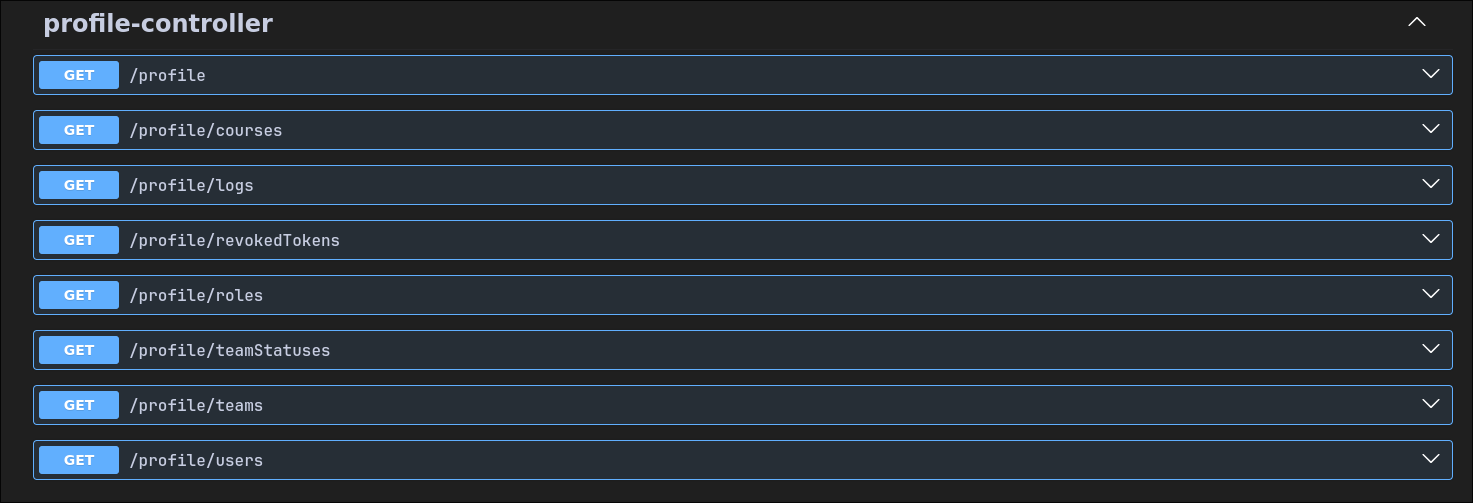 profile-controller
GET /profile
GET /profile/courses
GET /profile/logs
GET /profile/revokedTokens
GET /profile/roles
GET /profile/teamStatuses
GET /profile/teams
GET /profile/users